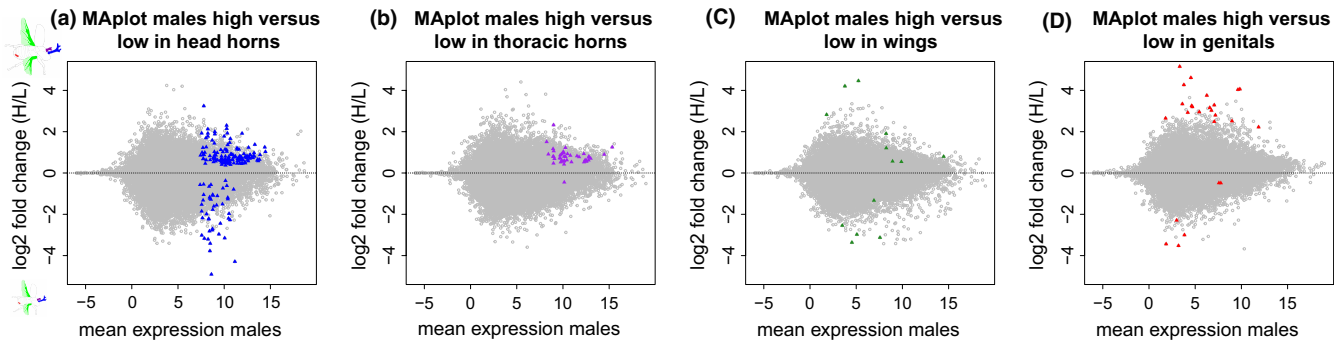 (a) MAplot males high versus
low in head horns
log2 fold change (H/L)
4
2
0
−2
−4
−5 0 5 10 15
mean expression males
(b) MAplot males high versus
low in thoracic horns
log2 fold change (H/L)
4
2
0
−2
−4
−5 0 5 10 15
mean expression males
(C) MAplot males high versus
low in wings
log2 fold change (H/L)
4
2
0
−2
−4
−5 0 5 10 15
mean expression males
(D) MAplot males high versus
low in genitals
log2 fold change (H/L)
4
2
0
−2
−4
−5 0 5 10 15
mean expression males